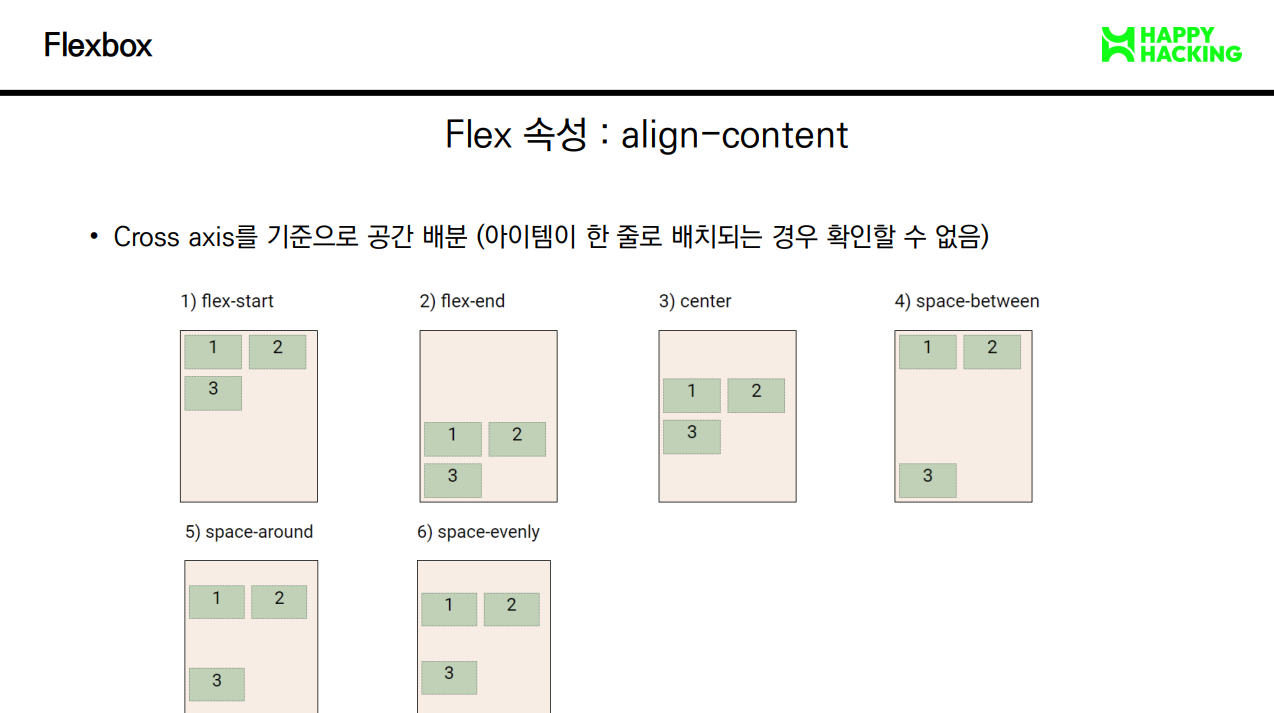 Flexbox
HAPPY
HACKING
Flex 속성 : align-content
• Cross axis를 기준으로 공간 배분 (아이템이 한 줄로 배치되는 경우 확인할 수 없음)
1) flex-start
2) flex-end
3) center
4) space-between
1 2
3
1 2
3
1 2
3
1 2
3
5) space-around
6) space-evenly
1 2
3
1 2
3